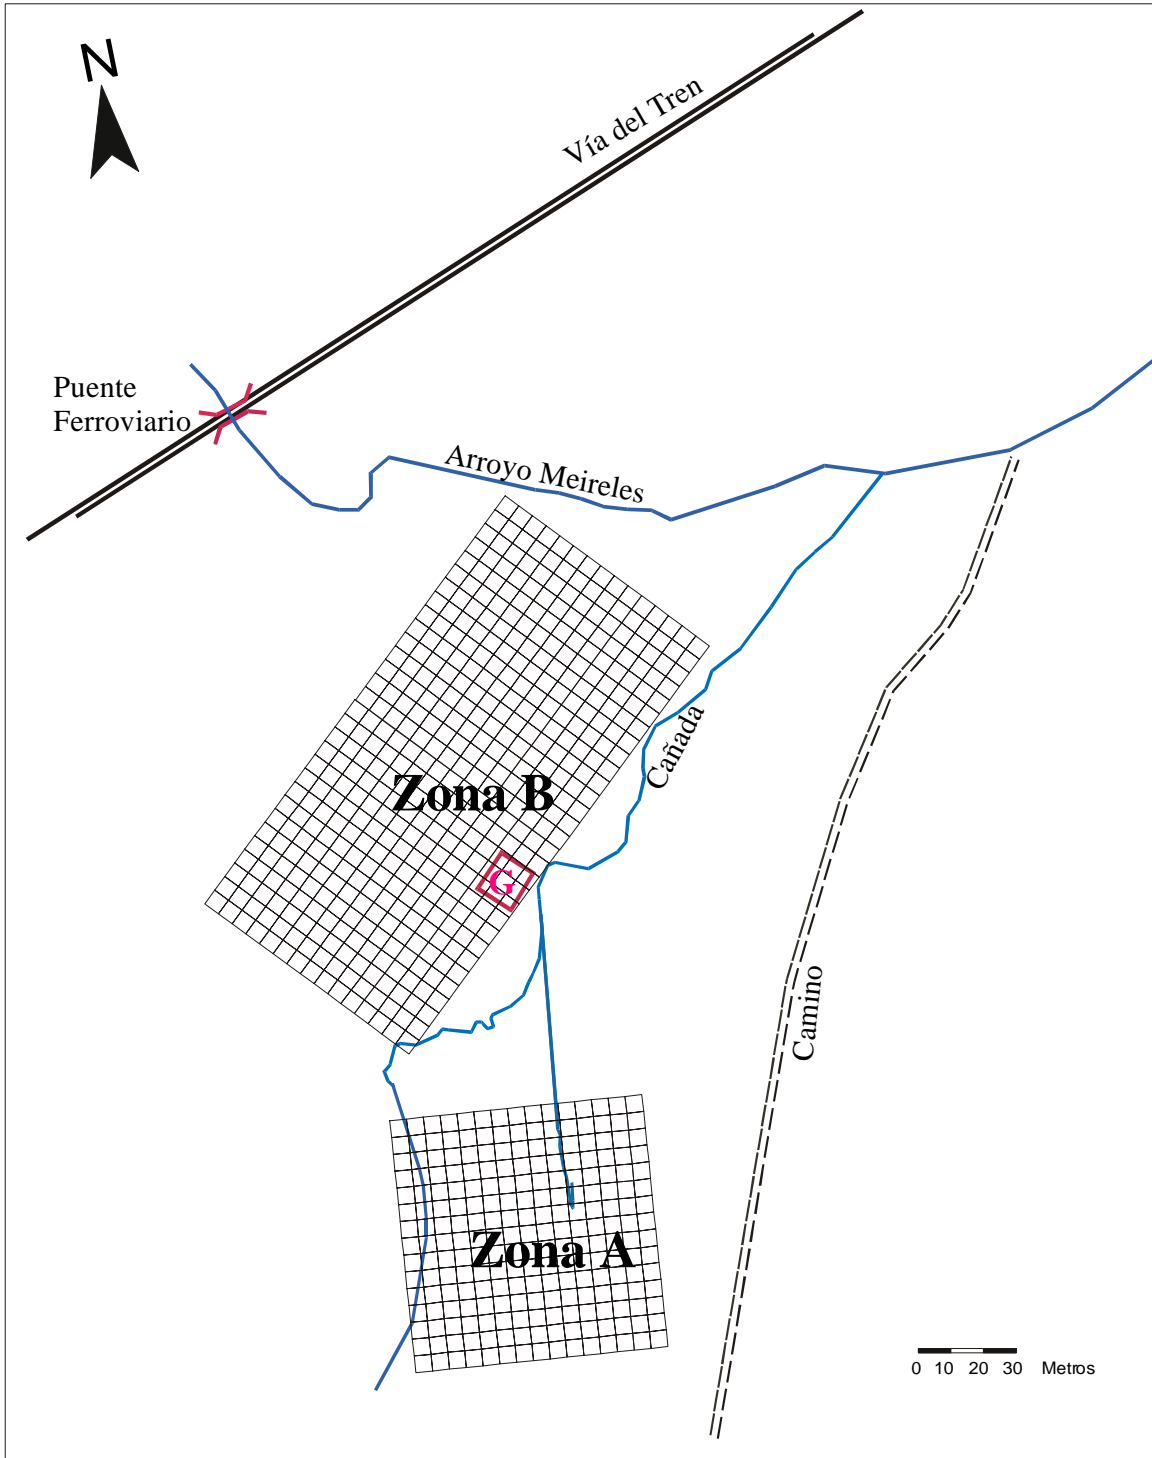 N
Vía del Tren
Puente
Ferroviario
Arroyo Meireles
Cañada
Zona B
G
Camino
Zona A
0 10 20 30 Metros